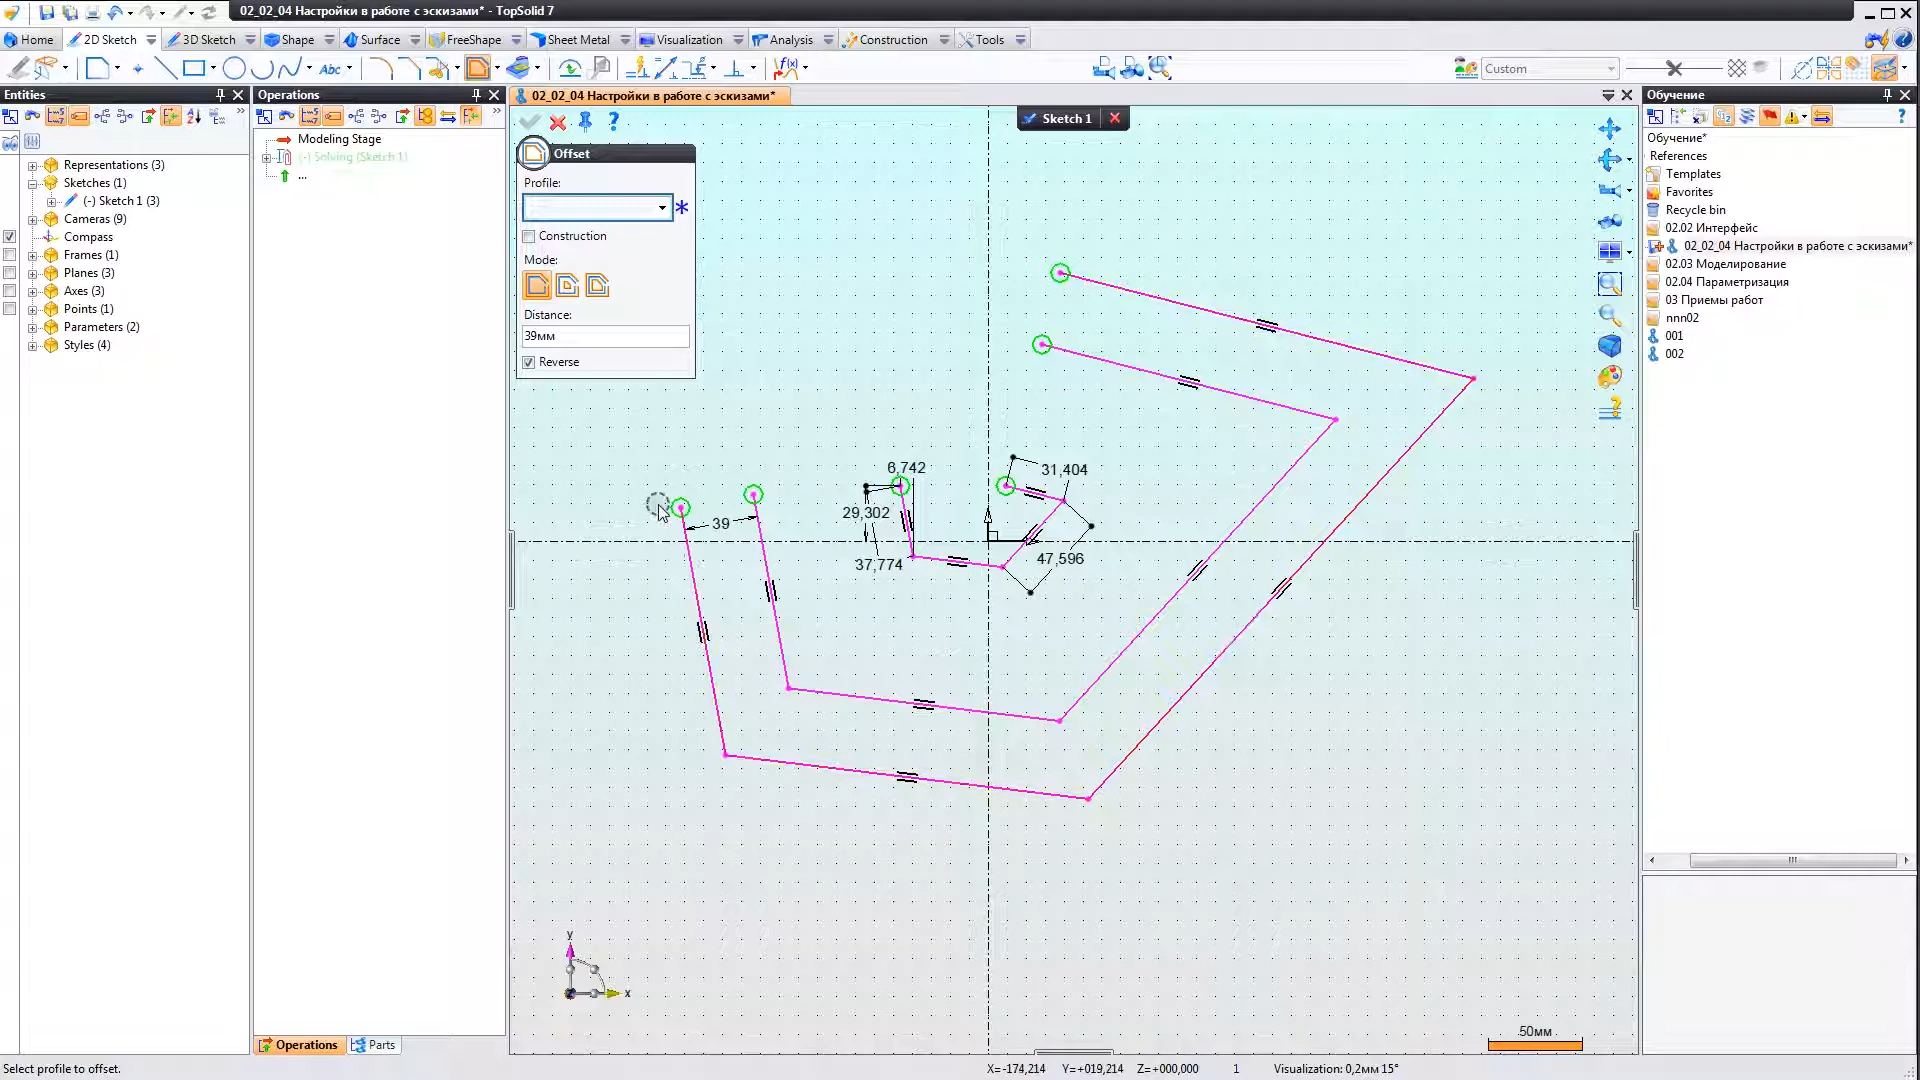 02_02_04 Настройки в работе с эскизами* - TopSolid 7
Home
2D Sketch
3D Sketch
Shape
Surface
FreeShape
Sheet Metal
Visualization
Analysis
Construction
Tools
Abc
f(x)
Custom
Entities
Operations
02_02_04 Настройки в работе с эскизами*
Обучение
Representations (3)
Sketches (1)
(-) Sketch 1 (3)
Cameras (9)
Compass
Frames (1)
Planes (3)
Axes (3)
Points (1)
Parameters (2)
Styles (4)
Modeling Stage
(-) Solving (Sketch 1)
...
Operations
Parts
Sketch 1
Offset
Profile:
Construction
Mode:
Distance:
39мм
Reverse
6,742
31,404
29,302
39
37,774
47,596
y
x
50мм
Обучение*
References
Templates
Favorites
Recycle bin
02.02 Интерфейс
02_02_04 Настройки в работе с эскизами*
02.03 Моделирование
02.04 Параметризация
03 Приемы работ
nnn02
001
002
Select profile to offset.
X=-174,214 Y=+019,214 Z=+000,000 1 Visualization: 0,2мм 15°